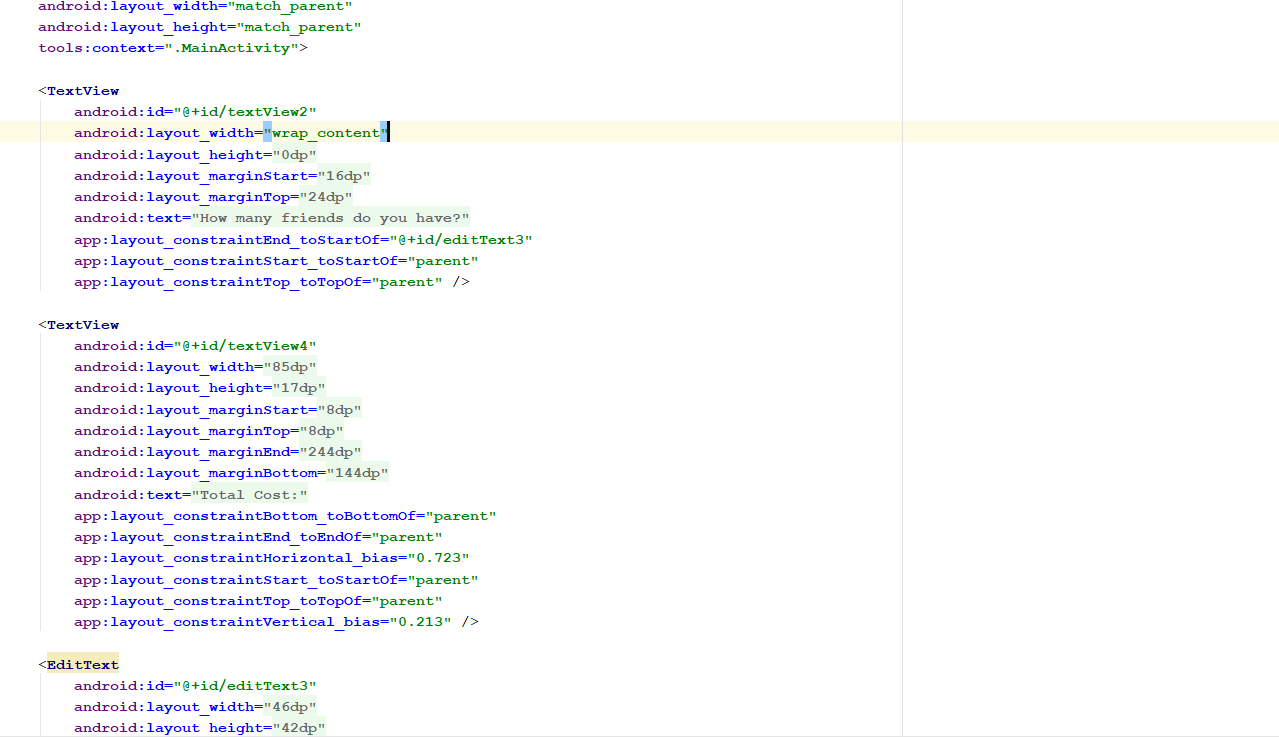 android:layout_width="match_parent"
android:layout_height="match_parent"
tools:context=".MainActivity">
<TextView
android:id="@+id/textView2"
android:layout_width="wrap_content"
android:layout_height="0dp"
android:layout_marginStart="16dp"
android:layout_marginTop="24dp"
android:text="How many friends do you have?"
app:layout_constraintEnd_toStartOf="@+id/editText3"
app:layout_constraintStart_toStartOf="parent"
app:layout_constraintTop_toTopOf="parent" />
<TextView
android:id="@+id/textView4"
android:layout_width="85dp"
android:layout_height="17dp"
android:layout_marginStart="8dp"
android:layout_marginTop="8dp"
android:layout_marginEnd="244dp"
android:layout_marginBottom="144dp"
android:text="Total Cost:"
app:layout_constraintBottom_toBottomOf="parent"
app:layout_constraintEnd_toEndOf="parent"
app:layout_constraintHorizontal_bias="0.723"
app:layout_constraintStart_toStartOf="parent"
app:layout_constraintTop_toTopOf="parent"
app:layout_constraintVertical_bias="0.213" />
<EditText
android:id="@+id/editText3"
android:layout_width="46dp"
android:layout_height="42dp"